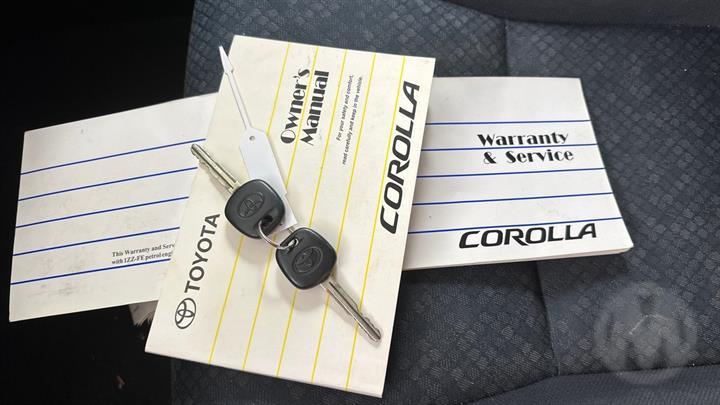 This Warranty and Serv
with 1ZZ-FE petrol eng
TOYOTA
Owner's
Manual
For your safety and comfort,
read carefully and keep in the vehicle.
COROLLA
Warranty
& Service
COROLLA